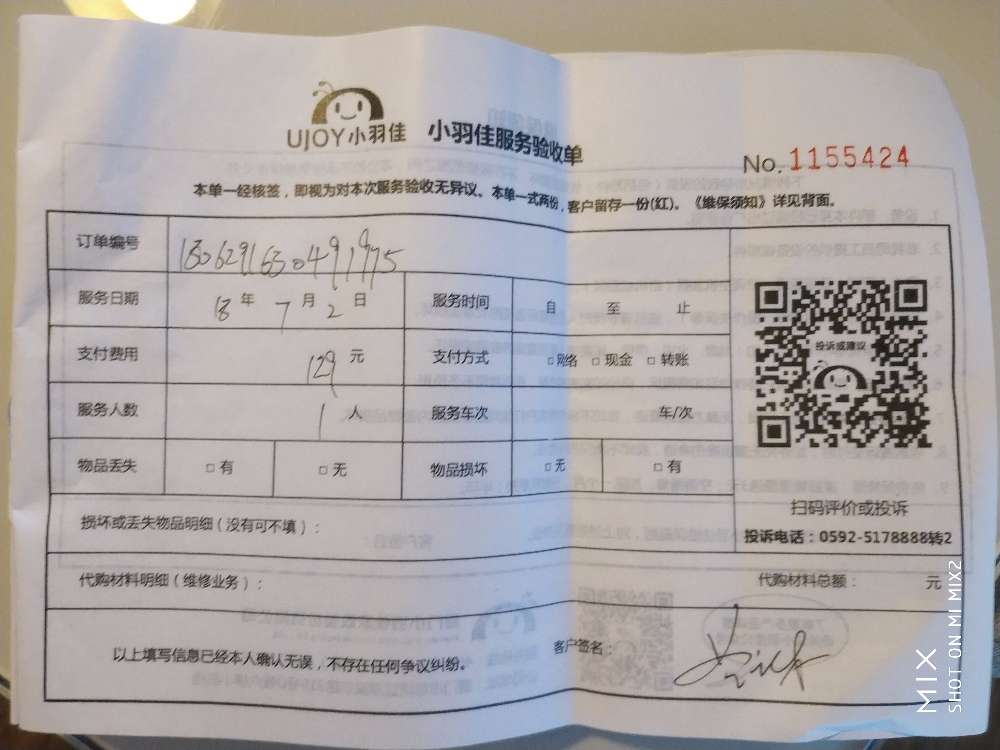 UJOY小羽佳 小羽佳服务验收单
No. 1155424
本单一经核签，即视为对本次服务验收无异议。本单一式两份，客户留存一份(红)。《维保须知》详见背面。
订单编号
服务日期 18 年 7 月 2 日 服务时间 自 至 止
支付费用 129 元 支付方式 □网络 □现金 □转账
服务人数 1 人 服务车次 车/次
物品丢失 □有 □无 物品损坏 □无 □有
投诉或建议
扫码评价或投诉
投诉电话：0592-5178888转2
损坏或丢失物品明细（没有可不填）：
代购材料明细（维修业务）： 代购材料总额： 元
以上填写信息已经本人确认无误，不存在任何争议纠纷。 客户签名：
MIX
SHOT ON MI MIX2